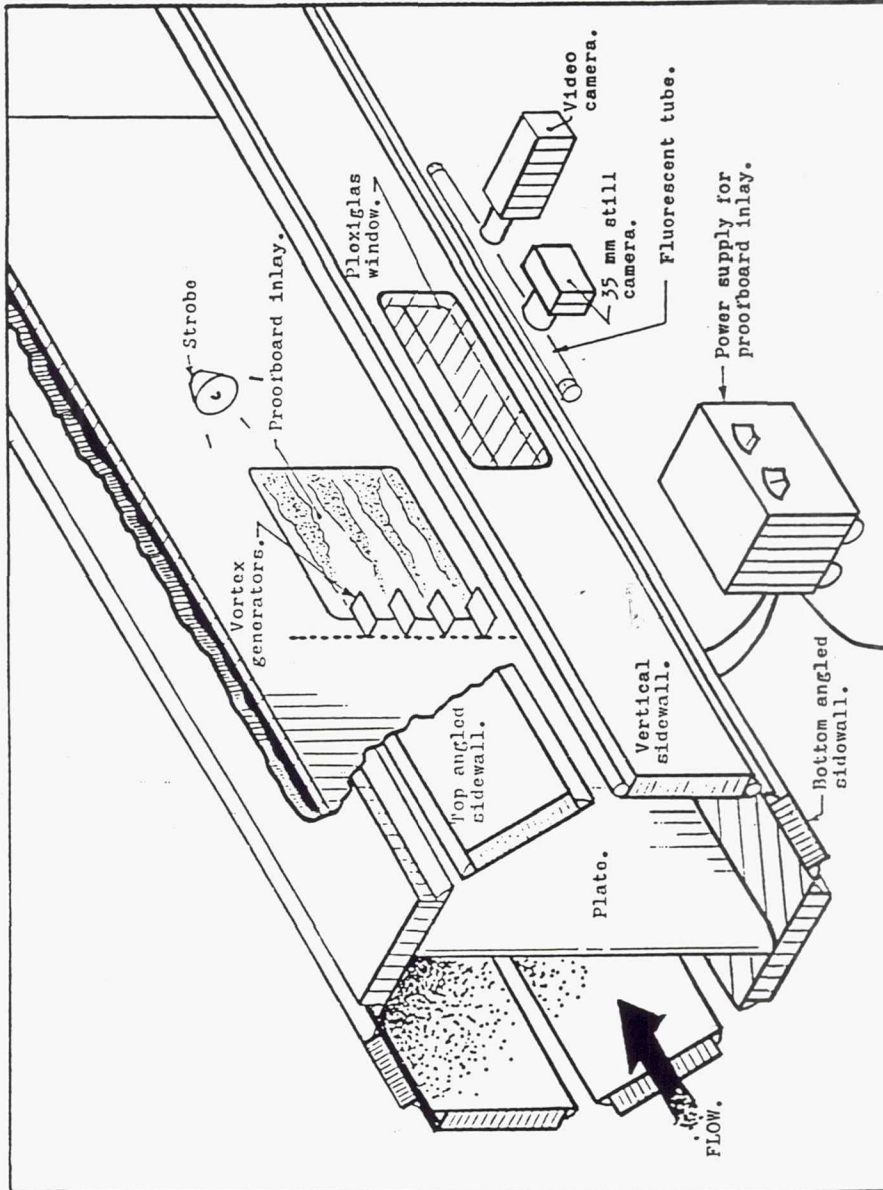 Strobe
Proofboard inlay.
Vortex
generators.
Plexiglas
window.
Video
camera.
35 mm still
camera.
Fluorescent tube.
Power supply for
proofboard inlay.
Top angled
sidewall.
Vertical
sidewall.
Bottom angled
sidewall.
Plate.
FLOW.